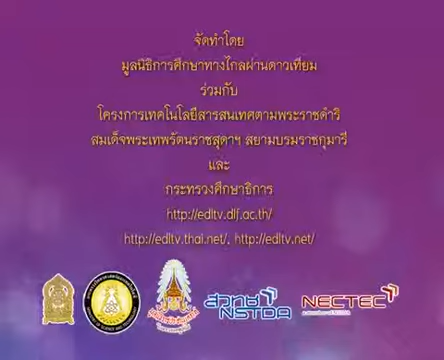 จัดทำโดย
มูลนิธิการศึกษาทางไกลผ่านดาวเทียม
ร่วมกับ
โครงการเทคโนโลยีสารสนเทศตามพระราชดำริ
สมเด็จพระเทพรัตนราชสุดาฯ สยามบรมราชกุมารี
และ
กระทรวงศึกษาธิการ
http://edltv.dlf.ac.th/
http://edltv.thai.net/, http://edltv.net/
สวทช NECTEC
NSTDA